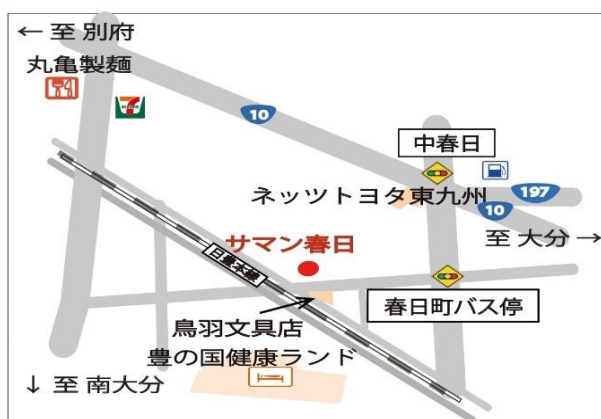 ← 至 別府
丸亀製麺
10
中春日
ネッツトヨタ東九州
197
10
至 大分 →
サマン春日
日豊本線
春日町バス停
鳥羽文具店
豊の国健康ランド
↓ 至 南大分